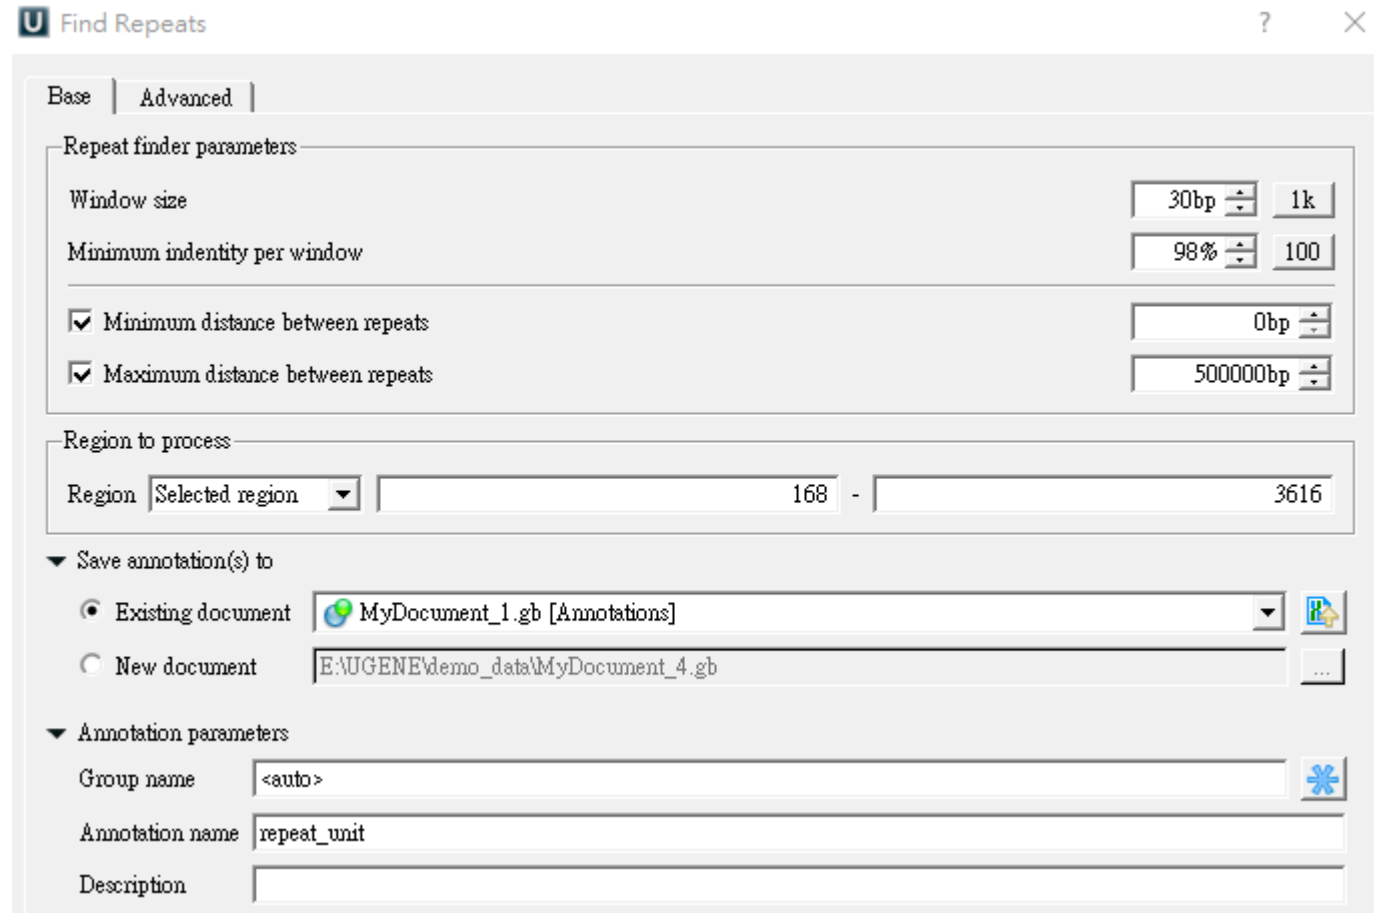 U Find Repeats ? ×
Base Advanced
Repeat finder parameters
Window size 30bp 1k
Minimum indentity per window 98% 100
Minimum distance between repeats 0bp
Maximum distance between repeats 500000bp
Region to process
Region Selected region 168 - 3616
Save annotation(s) to
Existing document MyDocument_1.gb [Annotations]
New document E:\UGENE\demo_data\MyDocument_4.gb ...
Annotation parameters
Group name <auto>
Annotation name repeat_unit
Description